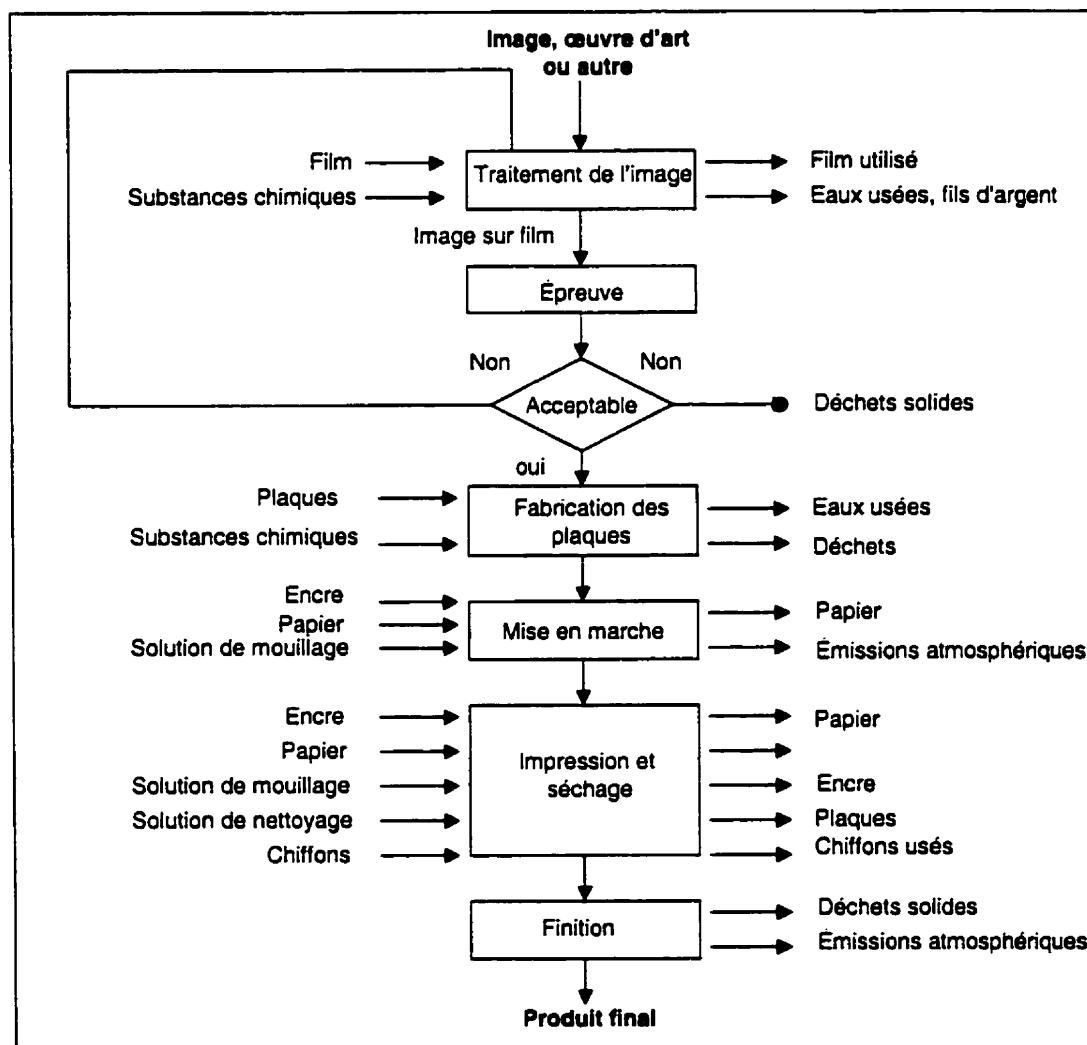 Image, œuvre d'art
ou autre
Film
Substances chimiques
Traitement de l'image
Film utilisé
Eaux usées, fils d'argent
Image sur film
Épreuve
Non
Non
Acceptable
Déchets solides
oui
Plaques
Substances chimiques
Fabrication des
plaques
Eaux usées
Déchets
Encre
Papier
Solution de mouillage
Mise en marche
Papier
Émissions atmosphériques
Encre
Papier
Solution de mouillage
Solution de nettoyage
Chiffons
Impression et
séchage
Papier
Encre
Plaques
Chiffons usés
Finition
Déchets solides
Émissions atmosphériques
Produit final